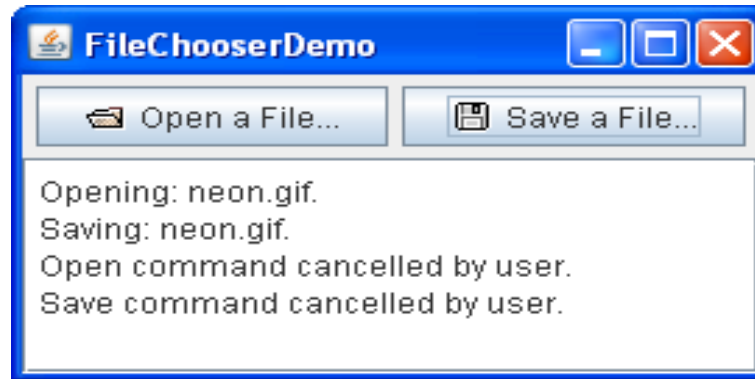 FileChooserDemo
Open a File... Save a File...
Opening: neon.gif.
Saving: neon.gif.
Open command cancelled by user.
Save command cancelled by user.